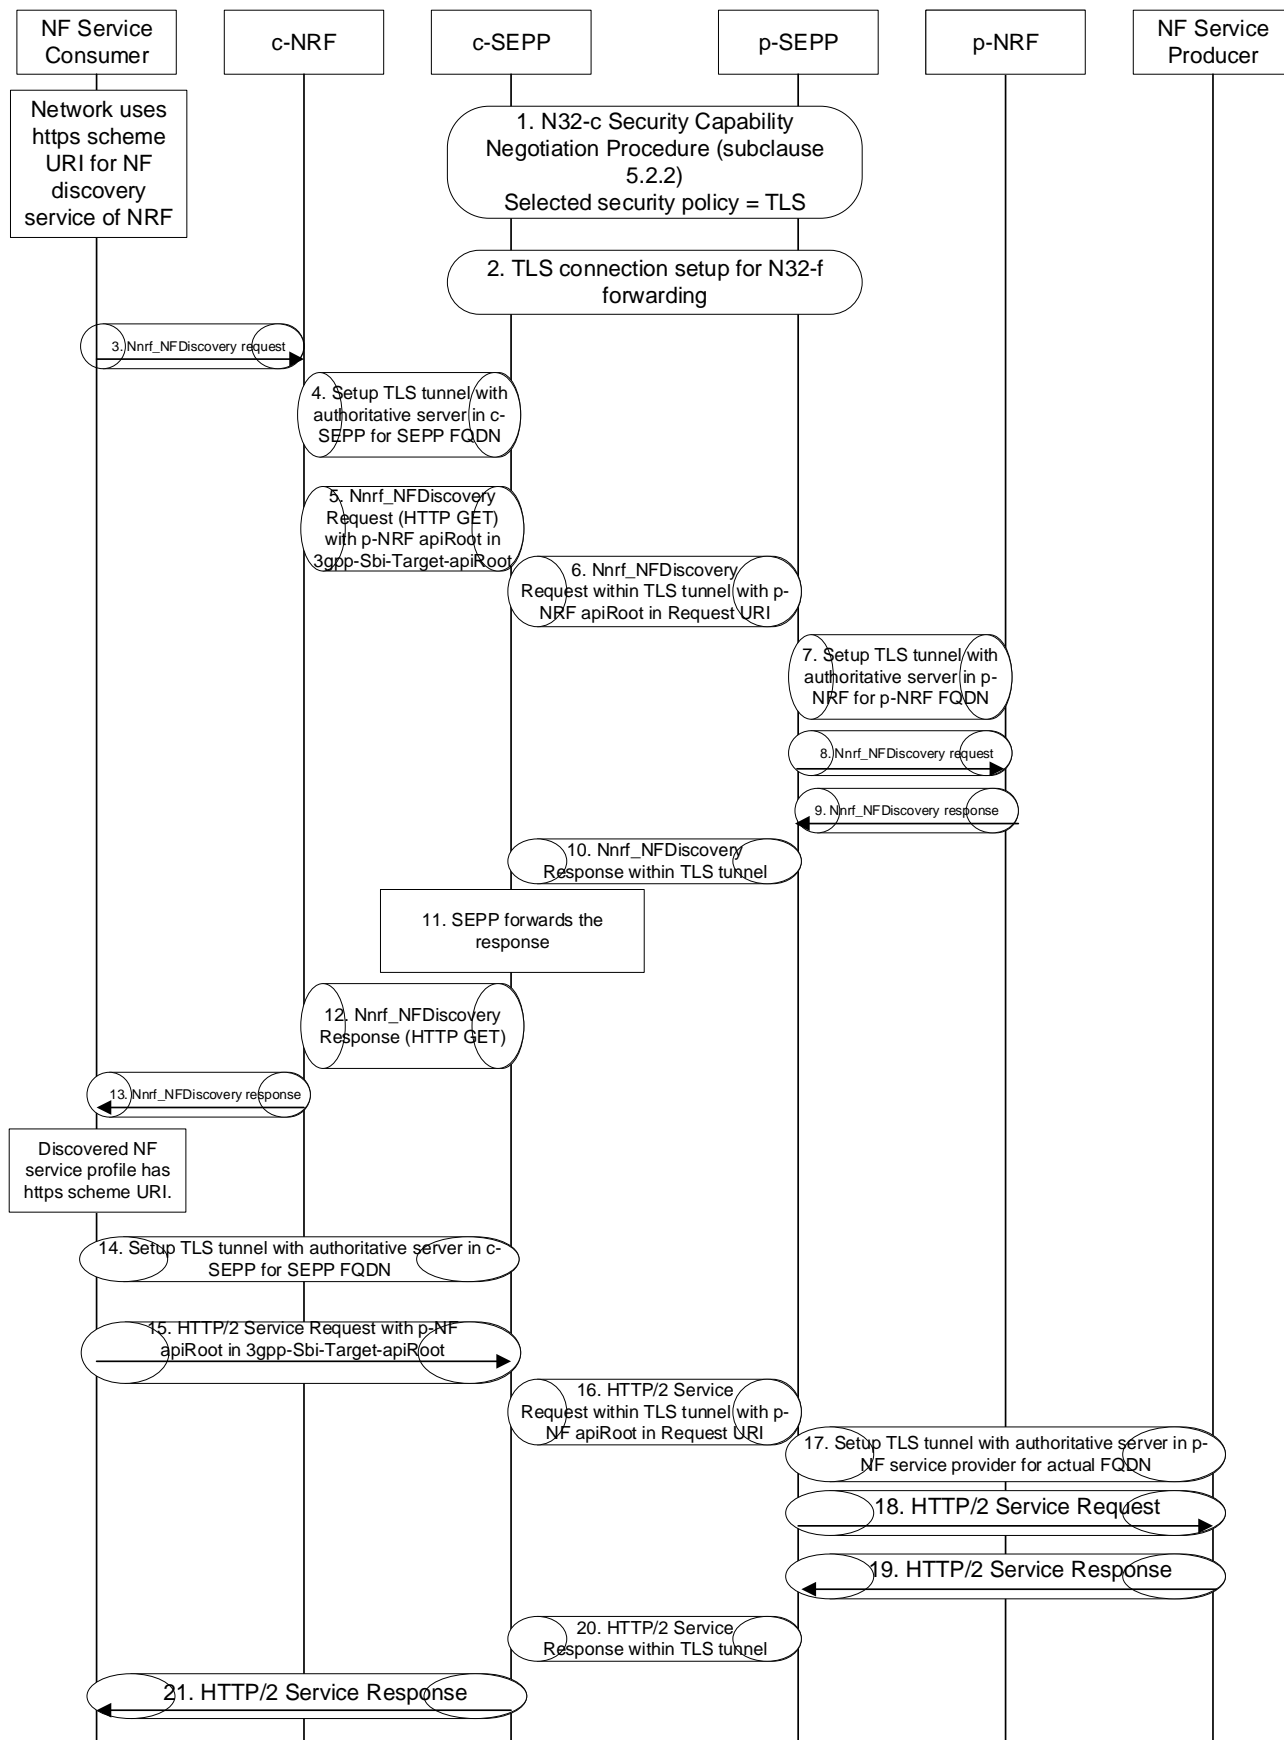 NF Service
Consumer
c-NRF
c-SEPP
p-SEPP
p-NRF
NF Service
Producer
Network uses
https scheme
URI for NF
discovery
service of NRF
1. N32-c Security Capability
Negotiation Procedure (subclause
5.2.2)
Selected security policy = TLS
2. TLS connection setup for N32-f
forwarding
3. Nnrf_NFDiscovery request
4. Setup TLS tunnel with
authoritative server in c-
SEPP for SEPP FQDN
5. Nnrf_NFDiscovery
Request (HTTP GET)
with p-NRF apiRoot in
3gpp-Sbi-Target-apiRoot
6. Nnrf_NFDiscovery
Request within TLS tunnel with p-
NRF apiRoot in Request URI
7. Setup TLS tunnel with
authoritative server in p-
NRF for p-NRF FQDN
8. Nnrf_NFDiscovery request
9. Nnrf_NFDiscovery response
10. Nnrf_NFDiscovery
Response within TLS tunnel
11. SEPP forwards the
response
12. Nnrf_NFDiscovery
Response (HTTP GET)
13. Nnrf_NFDiscovery response
Discovered NF
service profile has
https scheme URI.
14. Setup TLS tunnel with authoritative server in c-
SEPP for SEPP FQDN
15. HTTP/2 Service Request with p-NF
apiRoot in 3gpp-Sbi-Target-apiRoot
16. HTTP/2 Service
Request within TLS tunnel with p-
NF apiRoot in Request URI
17. Setup TLS tunnel with authoritative server in p-
NF service provider for actual FQDN
18. HTTP/2 Service Request
19. HTTP/2 Service Response
20. HTTP/2 Service
Response within TLS tunnel
21. HTTP/2 Service Response